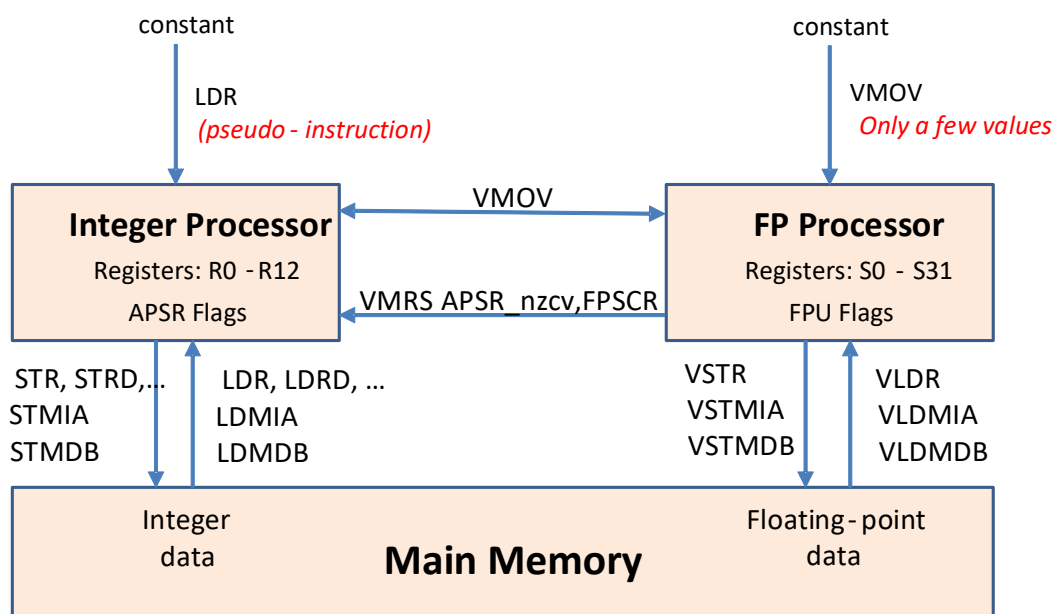 constant
constant
LDR
(pseudo - instruction)
VMOV
Only a few values
Integer Processor
Registers: R0 - R12
APSR Flags
VMOV
VMRS APSR_nzcv,FPSCR
FP Processor
Registers: S0 - S31
FPU Flags
STR, STRD,...
STMIA
STMDB
LDR, LDRD, ...
LDMIA
LDMDB
VSTR
VSTMIA
VSTMDB
VLDR
VLDMIA
VLDMDB
Integer
data
Main Memory
Floating-point
data